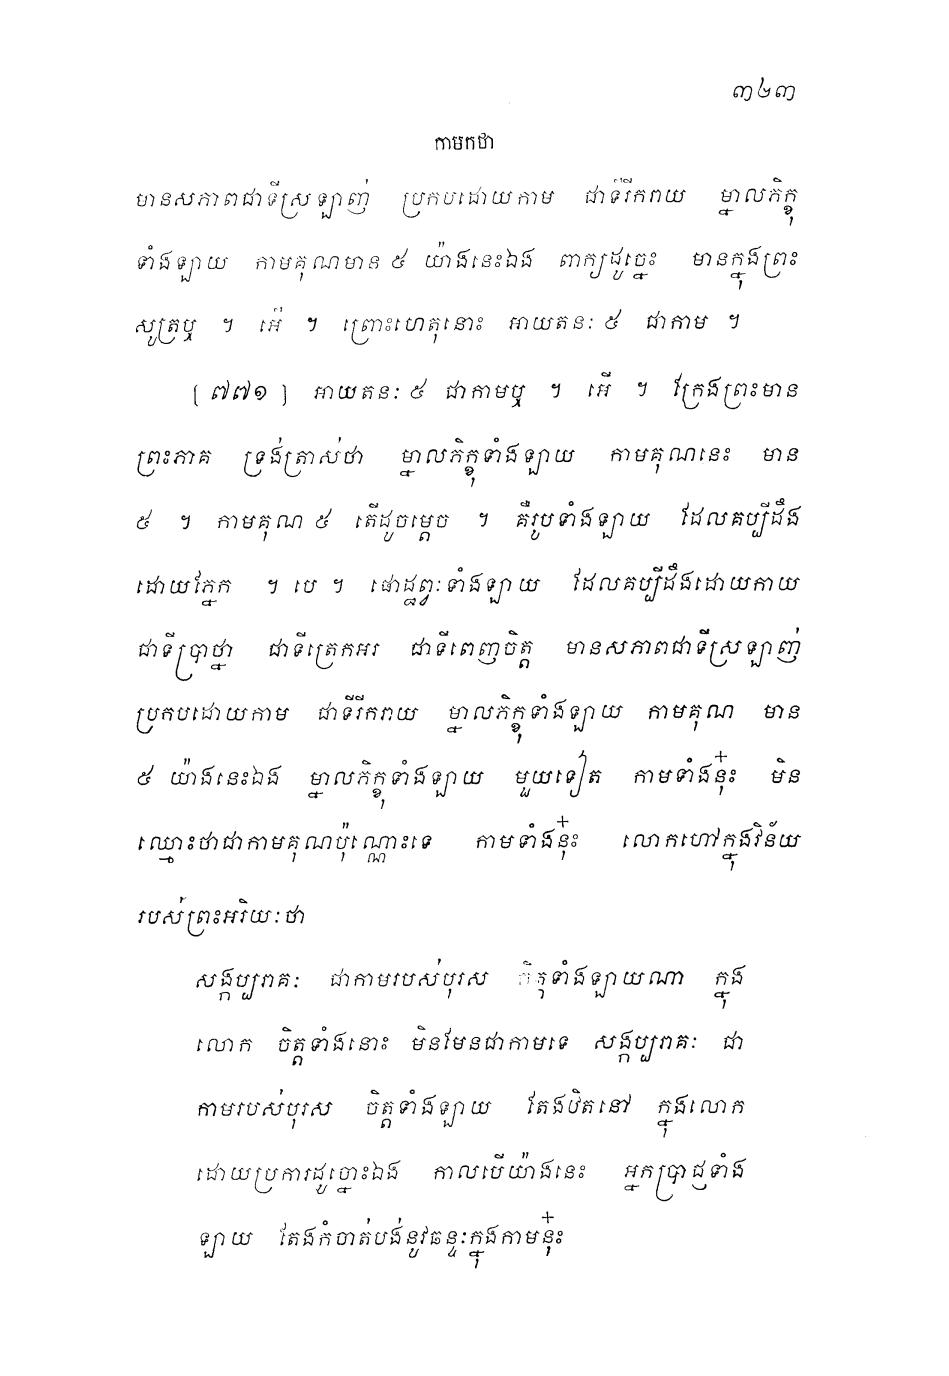 ៣២៣
កាមកថា
មានសភាពជាទីស្រឡាញ់ ប្រកបដោយកាម ជាទីរីករាយ ម្នាលភិក្ខុ
ទាំងឡាយ កាមគុណមាន ៥ យ៉ាងនេះឯង ពាក្យដូច្នេះ មានក្នុងព្រះ
សូត្រឬ ។ អើ ។ ព្រោះហេតុនោះ អាយតនៈ ៥ ជាកាម ។
[ ៧៧១ ] អាយតនៈ ៥ ជាកាមឬ ។ អើ ។ ក្រែងព្រះមាន
ព្រះភាគ ទ្រង់ត្រាស់ថា ម្នាលភិក្ខុទាំងឡាយ កាមគុណនេះ មាន
៥ ។ កាមគុណ ៥ តើដូចម្តេច ។ គឺរូបទាំងឡាយ ដែលគប្បីដឹង
ដោយភ្នែក ។ បេ ។ ផោដ្ឋព្វៈទាំងឡាយ ដែលគប្បីដឹងដោយកាយ
ជាទីប្រាថ្នា ជាទីត្រេកអរ ជាទីពេញចិត្ត មានសភាពជាទីស្រឡាញ់
ប្រកបដោយកាម ជាទីរីករាយ ម្នាលភិក្ខុទាំងឡាយ កាមគុណ មាន
៥ យ៉ាងនេះឯង ម្នាលភិក្ខុទាំងឡាយ មួយទៀត កាមទាំងនុ៎ះ មិន
ឈ្មោះថាជាកាមគុណប៉ុណ្ណោះទេ កាមទាំងនុ៎ះ លោកហៅក្នុងវិន័យ
របស់ព្រះអរិយៈថា
សង្កប្បរាគៈ ជាកាមរបស់បុរស ចិត្តទាំងឡាយណា ក្នុង
លោក ចិត្តទាំងនោះ មិនមែនជាកាមទេ សង្កប្បរាគៈ ជា
កាមរបស់បុរស ចិត្តទាំងឡាយ តែងឋិតនៅ ក្នុងលោក
ដោយប្រការដូច្នោះឯង កាលបើយ៉ាងនេះ អ្នកប្រាជ្ញទាំង
ឡាយ តែងកំចាត់បង់នូវឆន្ទៈក្នុងកាមនុ៎ះ